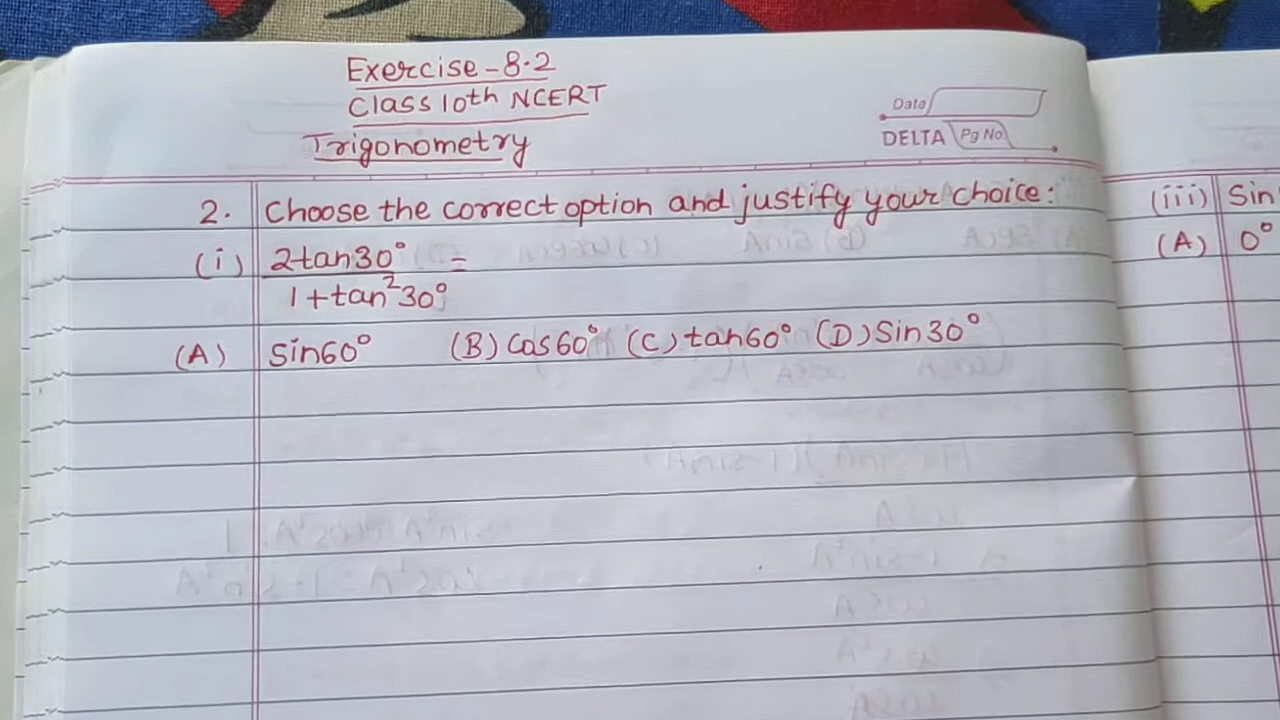 Exercise - 8.2
Class 10th NCERT
Trigonometry
Date
DELTA Pg No
2. Choose the correct option and justify your choice:
(i) 2tan30° =
1+tan²30°
(A) Sin60° (B) Cos60° (C) tan60° (D) Sin30°
(iii) Sin
(A) 0°